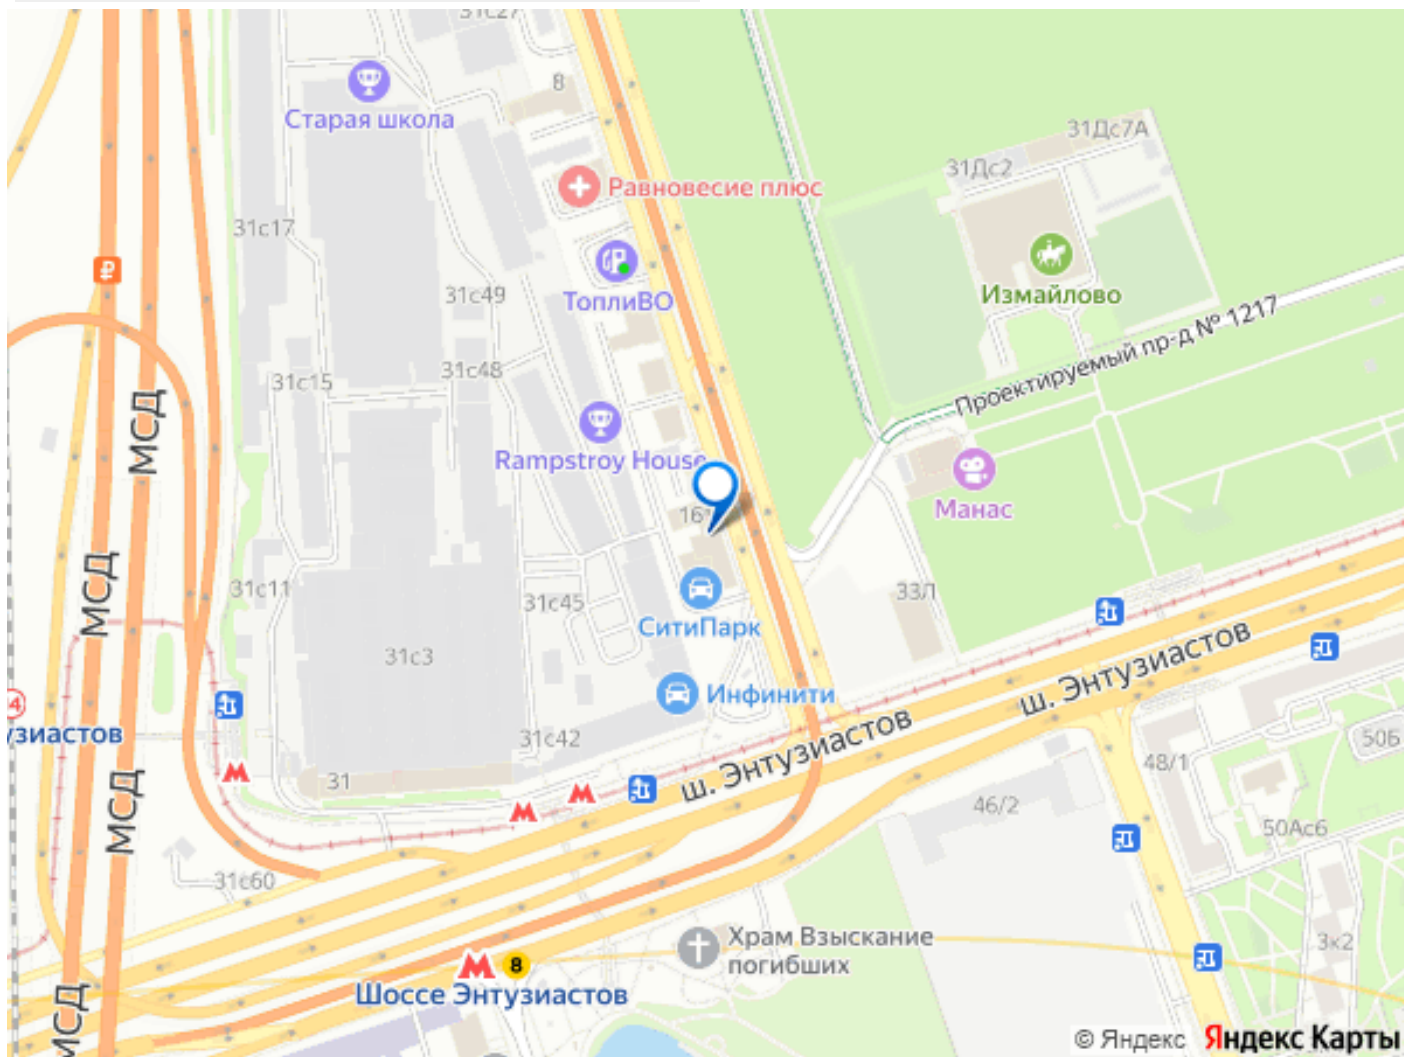 31с27
8
Старая школа
31Дс7А
31Дс2
Равновесие плюс
31с17
Измайлово
31с49
ТоплиВО
Проектируемый пр-д № 1217
31с15
31с48
МСД
Rampstroy House
Манас
16
МСД
31с11
31с45
33Л
СитиПарк
31с3
ш. Энтузиастов
Инфинити
4
узиастов
31с42
ш. Энтузиастов
50Б
48/1
31
МСД
46/2
50Ас6
31с60
Храм Взыскание
погибших
3к2
8
Шоссе Энтузиастов
МСД
© Яндекс Яндекс Карты